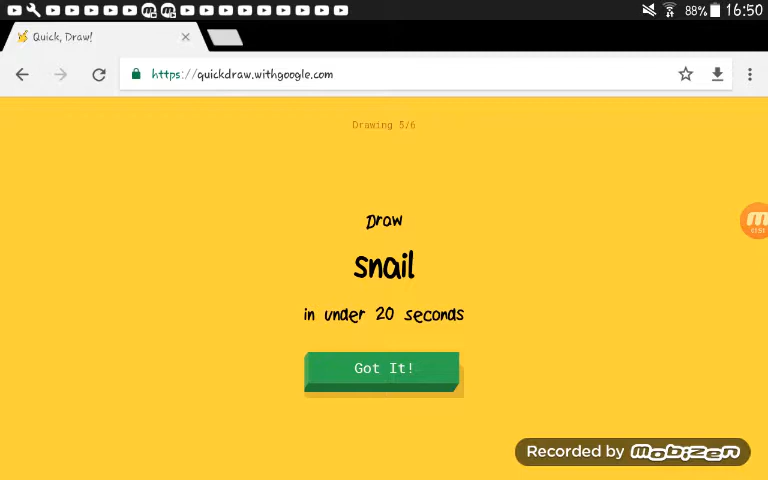 88% 16:50
Quick, Draw!
https://quickdraw.withgoogle.com
Drawing 5/6
Draw
snail
in under 20 seconds
Got It!
Recorded by Mobizen